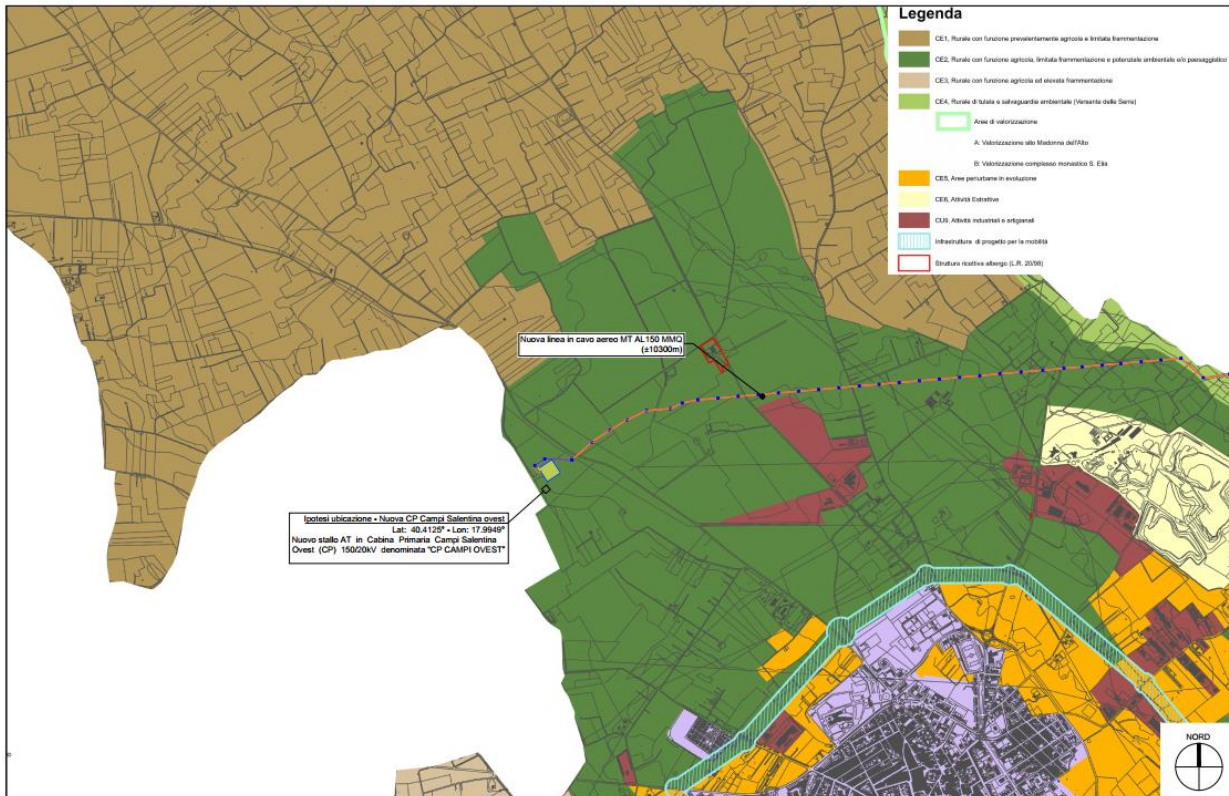 Legenda
CE1, Rurale con funzione prevalentemente agricola e limitata frammentazione
CE2, Rurale con funzione agricola, limitata frammentazione e potenziale ambientale e/o paesaggistico
CE3, Rurale con funzione agricola ed elevata frammentazione
CE4, Rurale di tutela e salvaguardia ambientale (Versante delle Serre)
Aree di valorizzazione
A: Valorizzazione sito Madonna dell'Alto
B: Valorizzazione complesso monastico S. Elia
CE5, Aree periurbane in evoluzione
CE6, Attività Estrattive
CU9, Attività industriali e artigianali
Infrastruttura di progetto per la mobilità
Struttura ricettiva albergo (L.R. 20/98)
Nuova linea in cavo aereo MT AL150 MMQ
(±10300m)
Ipotesi ubicazione - Nuova CP Campi Salentina ovest
Lat: 40.4125° - Lon: 17.9949°
Nuovo stallo AT in Cabina Primaria Campi Salentina
Ovest (CP) 150/20kV denominata "CP CAMPI OVEST"
NORD